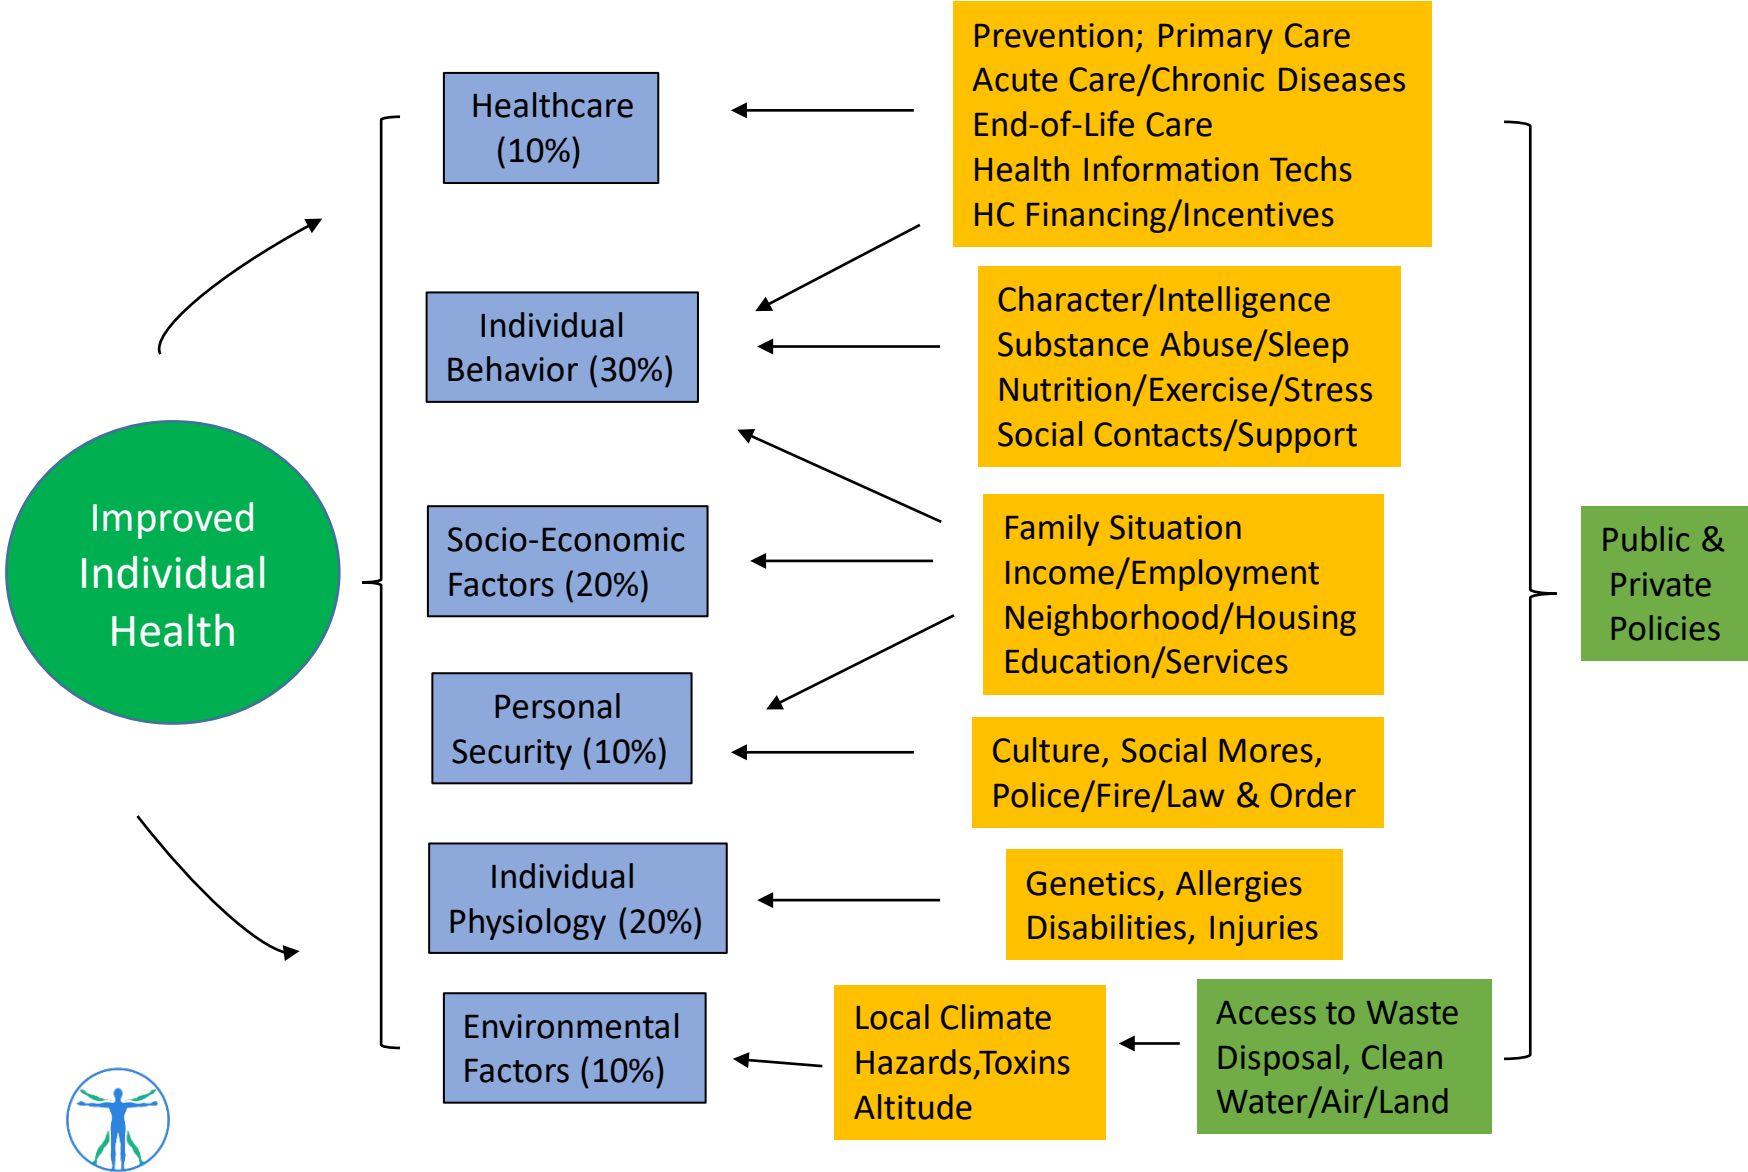 Healthcare
(10%)
Individual
Behavior (30%)
Socio-Economic
Factors (20%)
Personal
Security (10%)
Individual
Physiology (20%)
Environmental
Factors (10%)
Improved
Individual
Health
Prevention; Primary Care
Acute Care/Chronic Diseases
End-of-Life Care
Health Information Techs
HC Financing/Incentives
Character/Intelligence
Substance Abuse/Sleep
Nutrition/Exercise/Stress
Social Contacts/Support
Family Situation
Income/Employment
Neighborhood/Housing
Education/Services
Culture, Social Mores,
Police/Fire/Law & Order
Genetics, Allergies
Disabilities, Injuries
Local Climate
Hazards,Toxins
Altitude
Access to Waste
Disposal, Clean
Water/Air/Land
Public &
Private
Policies